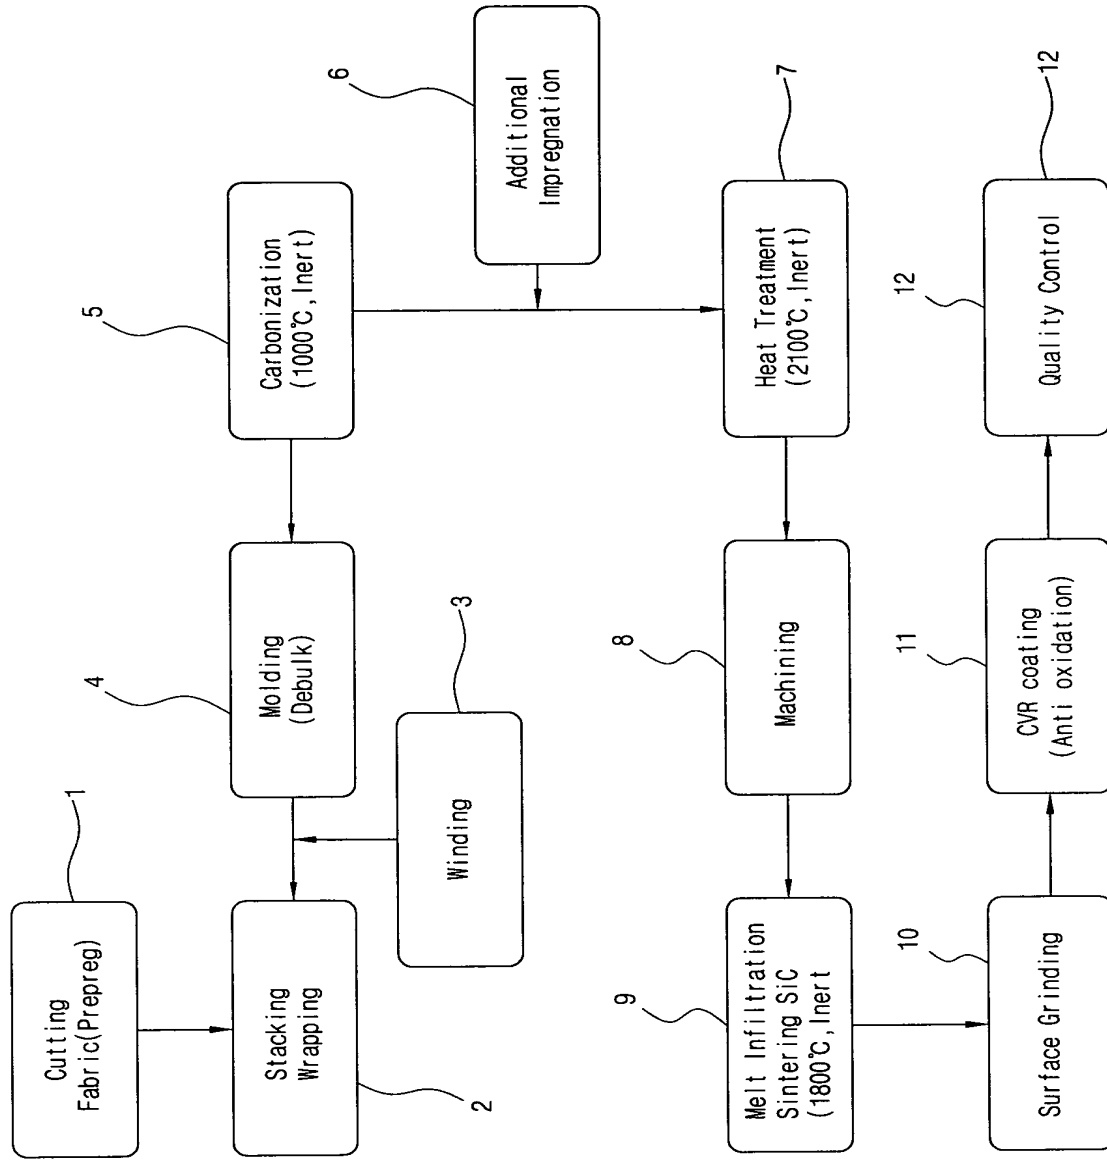 1
Cutting
Fabric(Prepreg)
2
Stacking
Wrapping
3
Winding
4
Molding
(Debulk)
5
Carbonization
(1000℃,Inert)
6
Additional
Impregnation
7
Heat Treatment
(2100℃,Inert)
8
Machining
9
Melt Infiltration
Sintering SiC
(1800℃,Inert
10
Surface Grinding
11
CVR coating
(Anti oxidation)
12
Quality Control
12